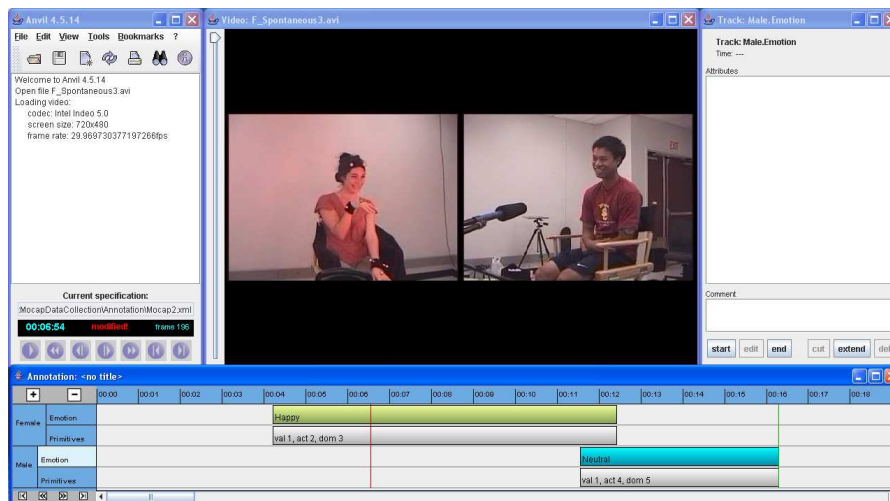 Anvil 4.5.14
File Edit View Tools Bookmarks ?
Welcome to Anvil 4.5.14
Open file F_Spontaneous3.avi
Loading video:
codec: Intel Indeo 5.0
screen size: 720x480
frame rate: 29.969730377197266fps
Current specification:
:MocapDataCollection\Annotation\Mocap2.xml
00:06:54 modified! frame 196
Video: F_Spontaneous3.avi
EXIT
Track: Male.Emotion
Track: Male.Emotion
Time: ---
Attributes
Comment
start edit end cut extend del
Annotation: <no title>
00:00 00:01 00:02 00:03 00:04 00:05 00:06 00:07 00:08 00:09 00:10 00:11 00:12 00:13 00:14 00:15 00:16 00:17 00:18
Female Emotion Happy
Primitives val 1, act 2, dom 3
Male Emotion Neutral
Primitives val 1, act 4, dom 5